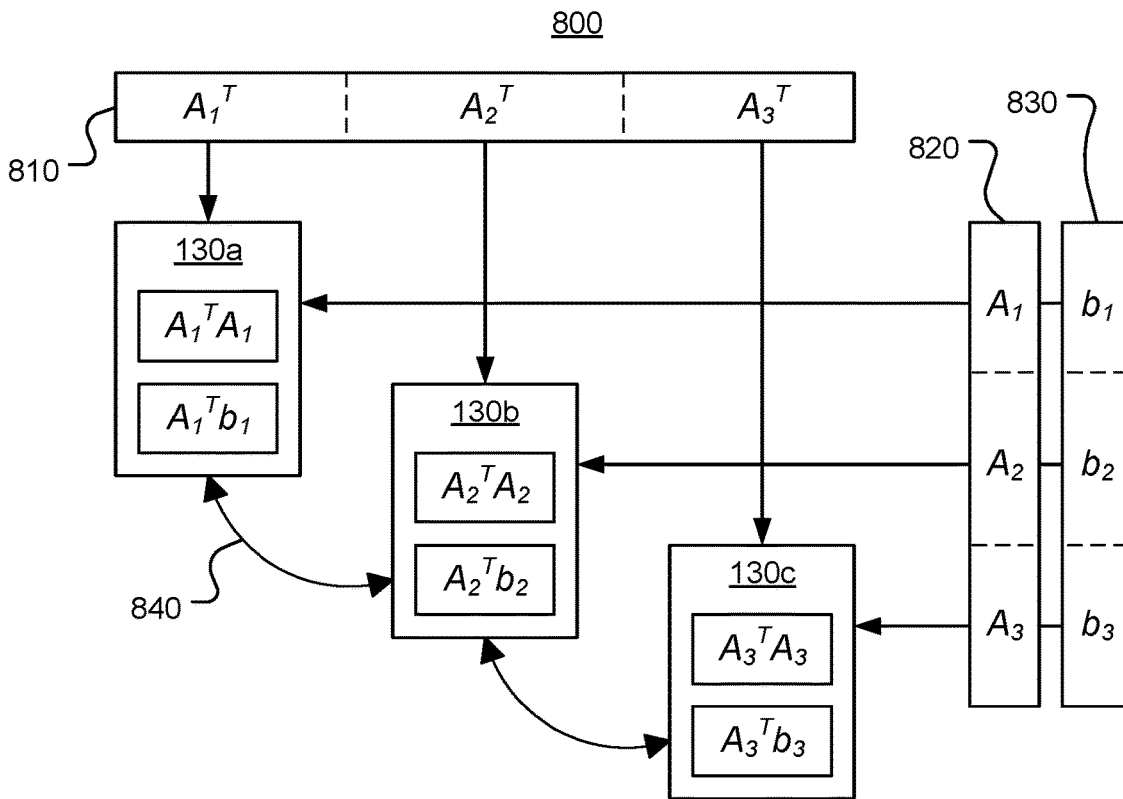 800
A₁ᵀ A₂ᵀ A₃ᵀ
810
820
830
130a
A₁ᵀA₁
A₁ᵀb₁
130b
A₂ᵀA₂
A₂ᵀb₂
130c
A₃ᵀA₃
A₃ᵀb₃
A₁ b₁
A₂ b₂
A₃ b₃
840